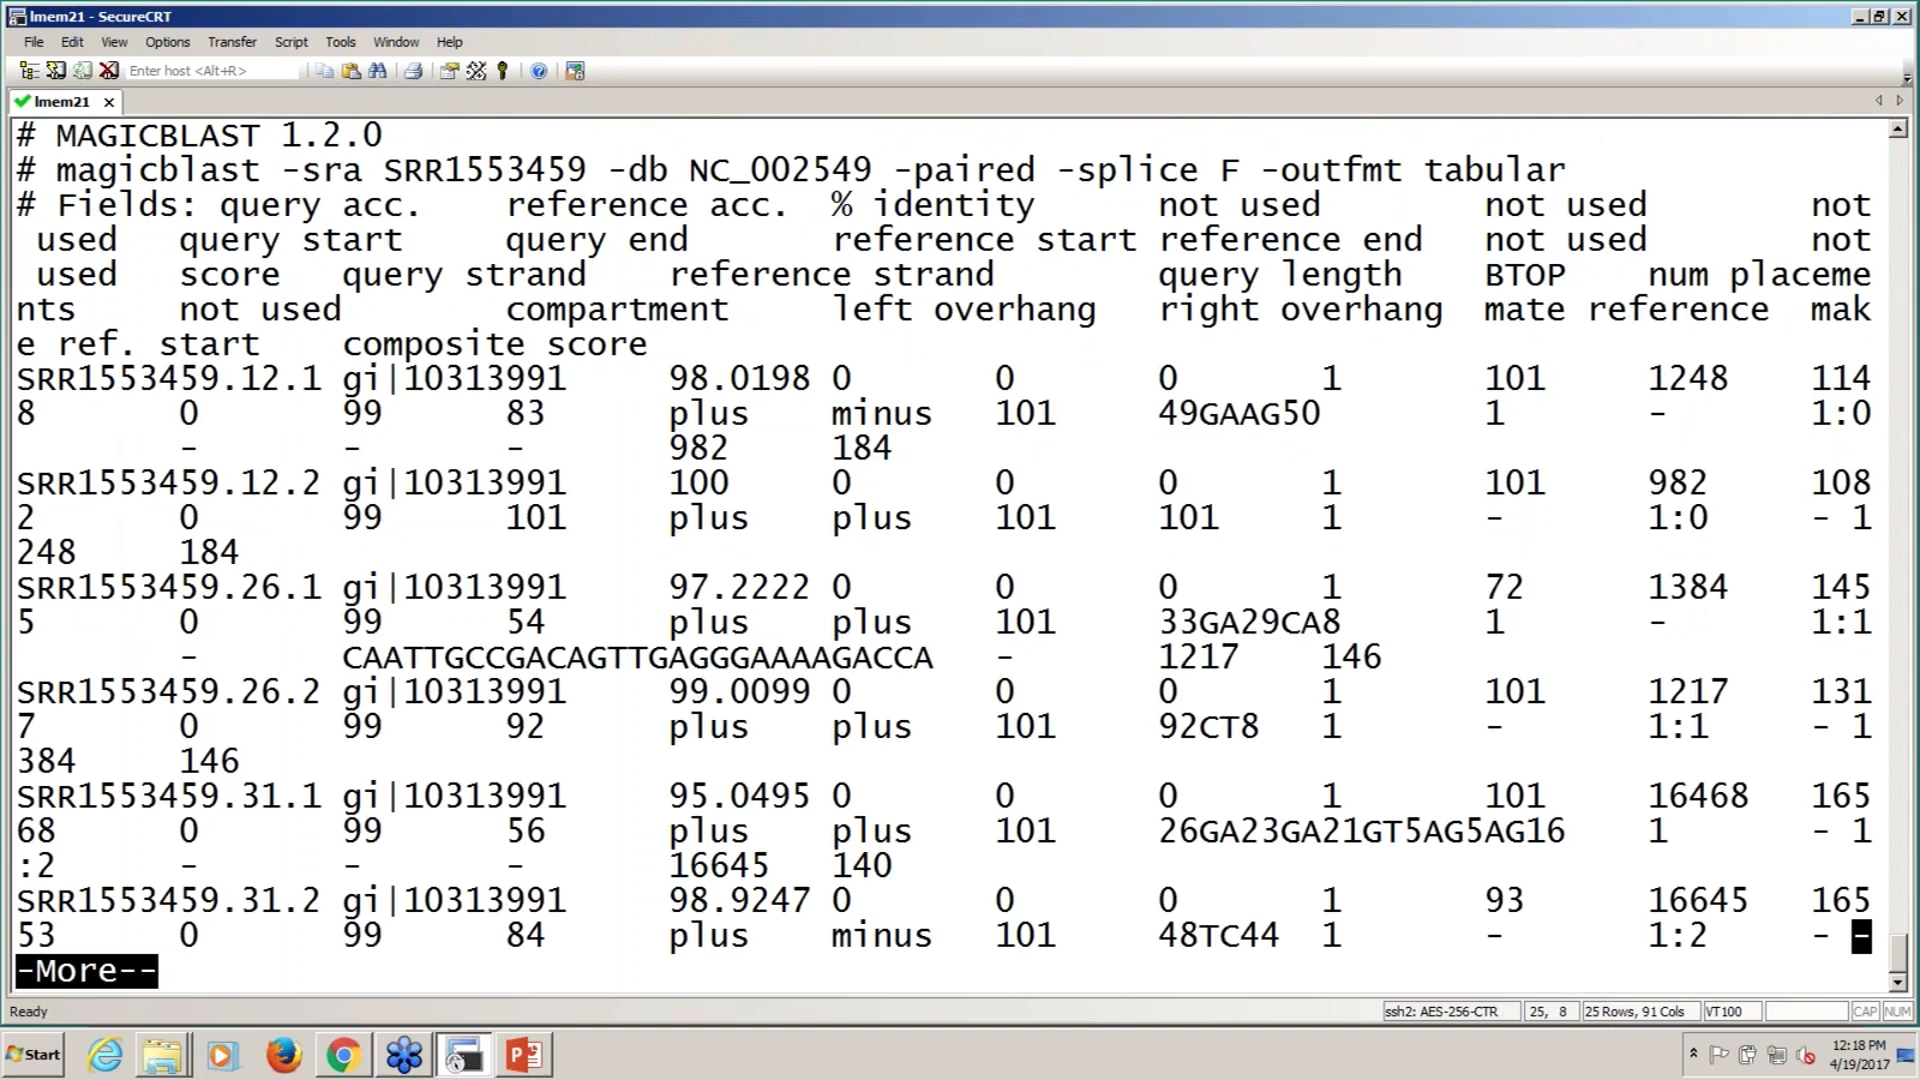 lmem21 - SecureCRT
File Edit View Options Transfer Script Tools Window Help
Enter host <Alt+R>
lmem21
# MAGICBLAST 1.2.0
# magicblast -sra SRR1553459 -db NC_002549 -paired -splice F -outfmt tabular
# Fields: query acc. reference acc. % identity not used not used not
used query start query end reference start reference end not used not
used score query strand reference strand query length BTOP num placeme
nts not used compartment left overhang right overhang mate reference mak
e ref. start composite score
SRR1553459.12.1 gi|10313991 98.0198 0 0 0 1 101 1248 114
8 0 99 83 plus minus 101 49GAAG50 1 - 1:0
- - - 982 184
SRR1553459.12.2 gi|10313991 100 0 0 0 1 101 982 108
2 0 99 101 plus plus 101 101 1 - 1:0 - 1
248 184
SRR1553459.26.1 gi|10313991 97.2222 0 0 0 1 72 1384 145
5 0 99 54 plus plus 101 33GA29CA8 1 - 1:1
- CAATTGCCGACAGTTGAGGGAAAAGACCA - 1217 146
SRR1553459.26.2 gi|10313991 99.0099 0 0 0 1 101 1217 131
7 0 99 92 plus plus 101 92CT8 1 - 1:1 - 1
384 146
SRR1553459.31.1 gi|10313991 95.0495 0 0 0 1 101 16468 165
68 0 99 56 plus plus 101 26GA23GA21GT5AG5AG16 1 - 1
:2 - - - 16645 140
SRR1553459.31.2 gi|10313991 98.9247 0 0 0 1 93 16645 165
53 0 99 84 plus minus 101 48TC44 1 - 1:2 - -
-More--
Ready ssh2: AES-256-CTR 25, 8 25 Rows, 91 Cols VT100 CAP NUM
Start 12:18 PM
4/19/2017